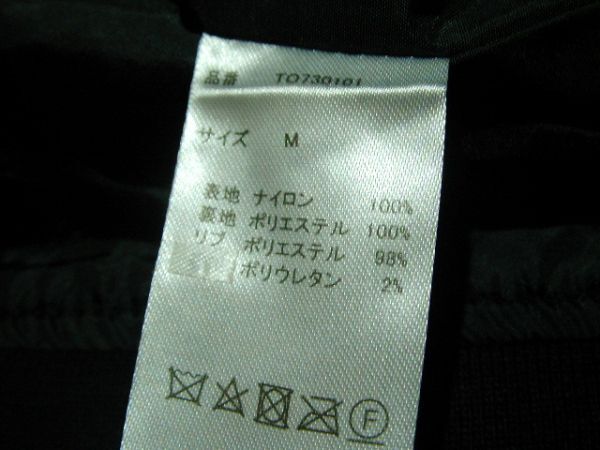 品番 TO730101
サイズ M
表地 ナイロン 100%
裏地 ポリエステル 100%
リブ ポリエステル 98%
ポリウレタン 2%
F